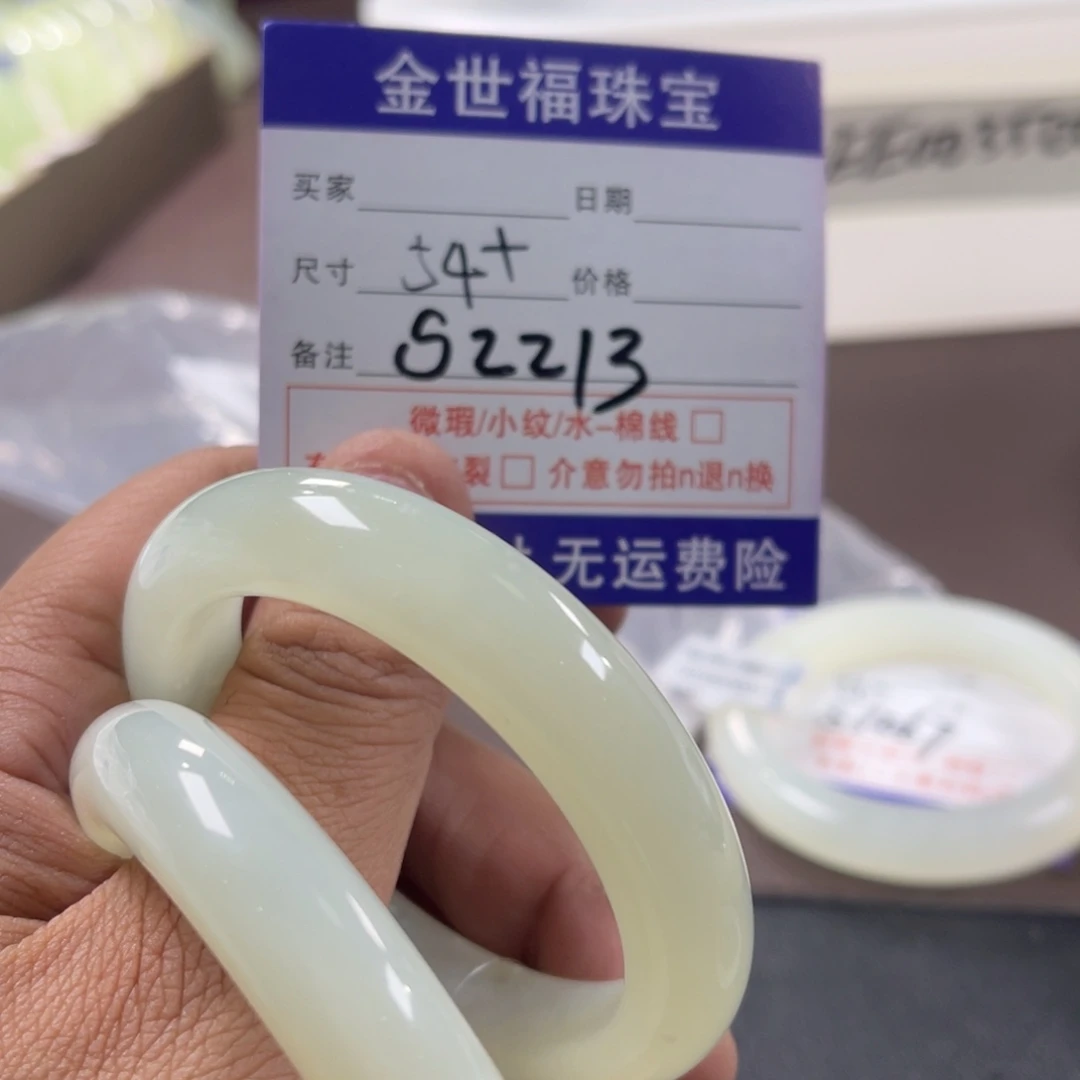 金世福珠宝
买家 日期
尺寸 54+ 价格
备注 S2213
微瑕/小纹/水-棉线 □
裂 □ 介意勿拍n退n换
无运费险